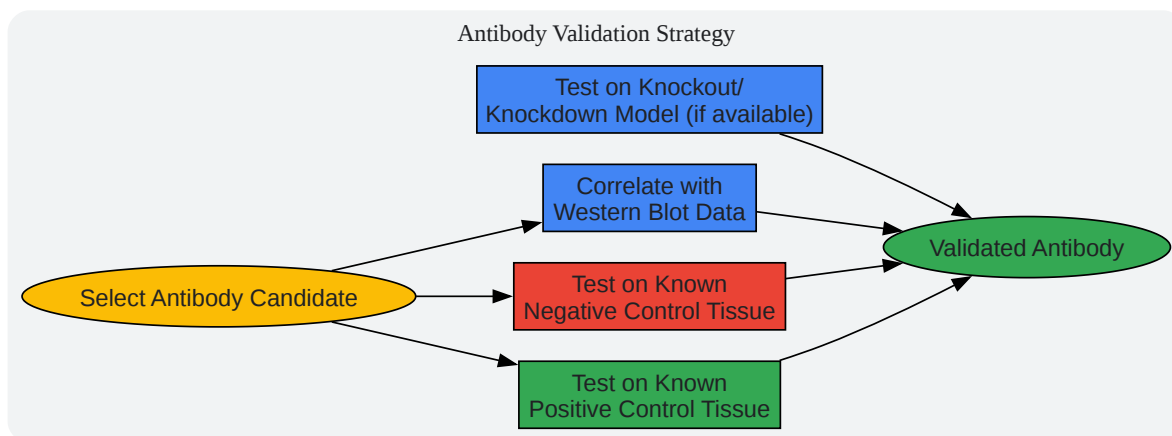 Antibody Validation Strategy
Test on Knockout/
Knockdown Model (if available)
Correlate with
Western Blot Data
Validated Antibody
Select Antibody Candidate
Test on Known
Negative Control Tissue
Test on Known
Positive Control Tissue